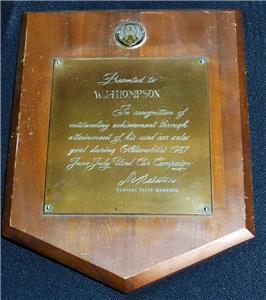 Presented to
W.J. THOMPSON
In recognition of
outstanding achievement through
attainment of his used car sales
goal during Oldsmobile's 1957
June-July Used Car Campaign
GENERAL SALES MANAGER